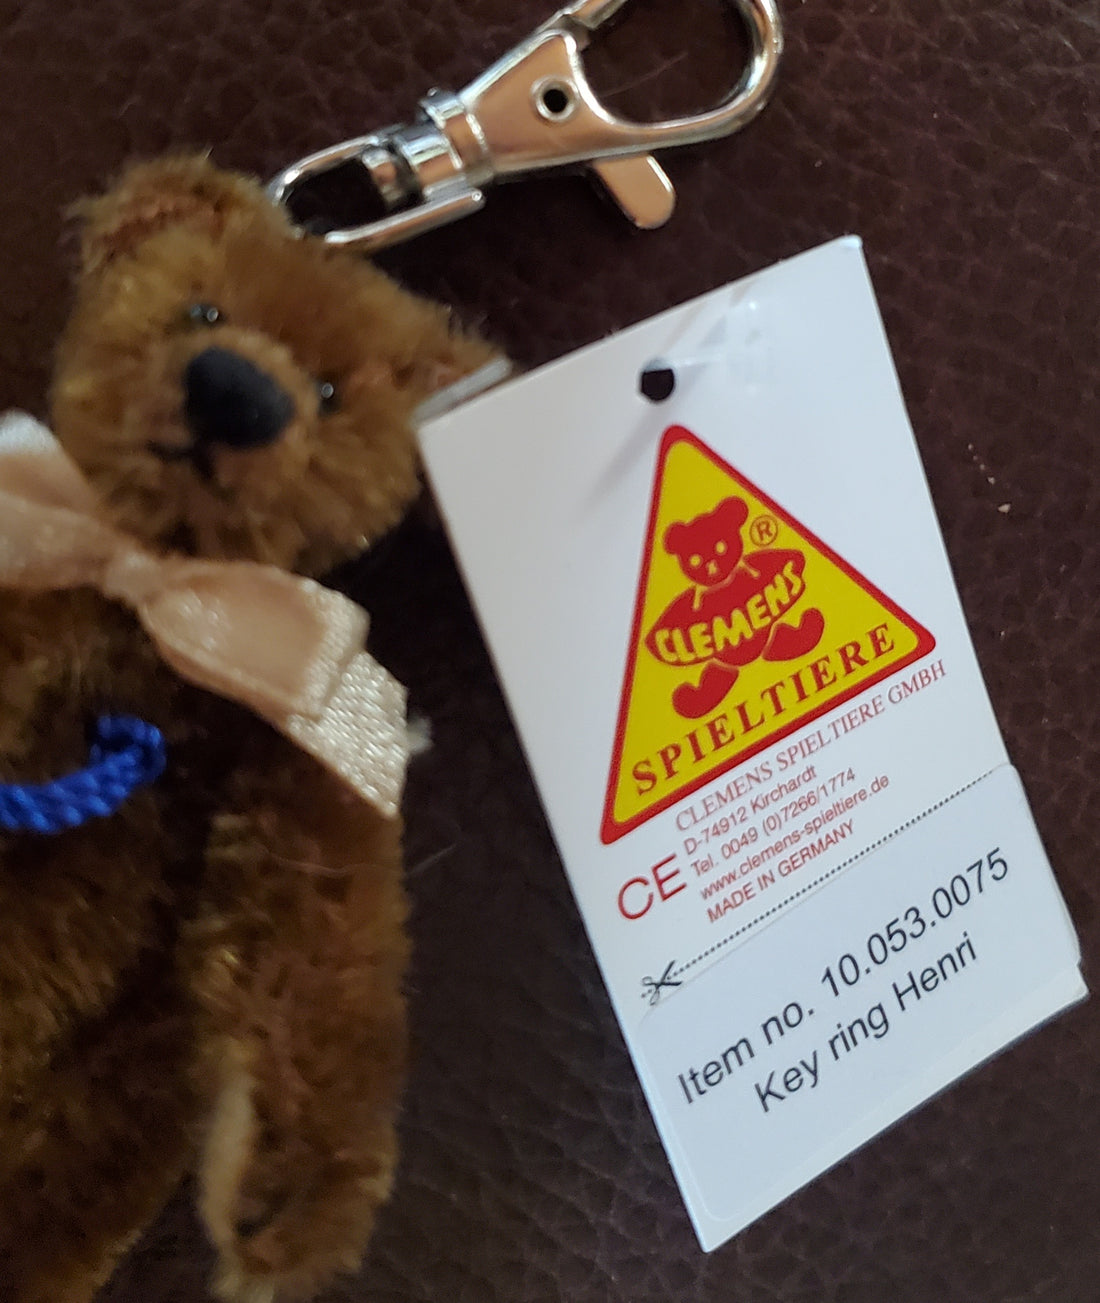 ®
CLEMENS
SPIELTIERE
CLEMENS SPIELTIERE GMBH
D-74912 Kirchardt
Tel. 0049 (0)7266/1774
www.clemens-spieltiere.de
CE MADE IN GERMANY
Item no. 10.053.0075
Key ring Henri